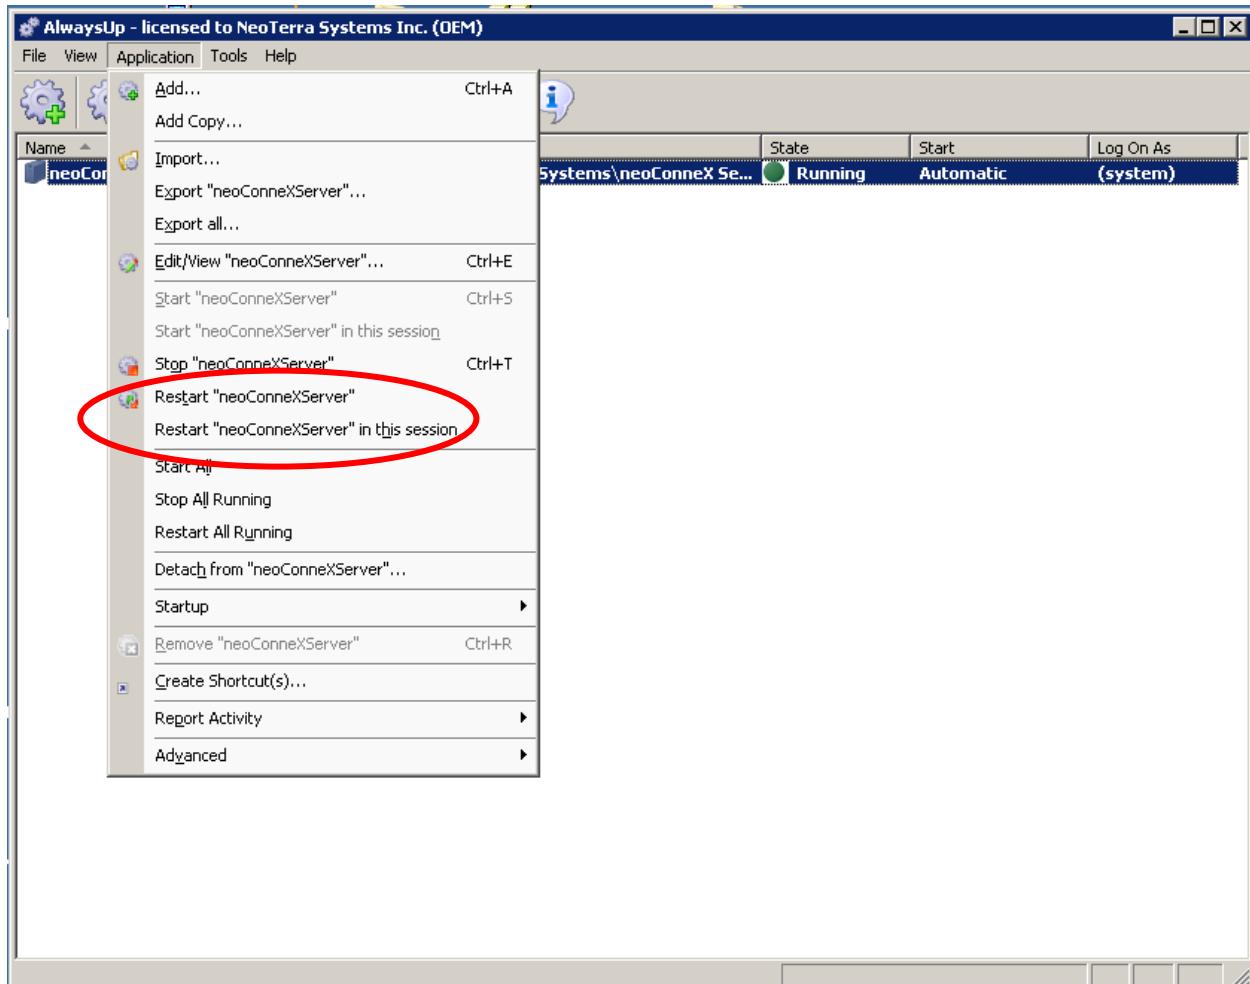 AlwaysUp - licensed to NeoTerra Systems Inc. (OEM)
File View Application Tools Help
Add... Ctrl+A
Add Copy...
Name State Start Log On As
Import...
neoCor Systems\neoConneX Se... Running Automatic (system)
Export "neoConneXServer"...
Export all...
Edit/View "neoConneXServer"... Ctrl+E
Start "neoConneXServer" Ctrl+S
Start "neoConneXServer" in this session
Stop "neoConneXServer" Ctrl+T
Restart "neoConneXServer"
Restart "neoConneXServer" in this session
Start All
Stop All Running
Restart All Running
Detach from "neoConneXServer"...
Startup
Remove "neoConneXServer" Ctrl+R
Create Shortcut(s)...
Report Activity
Advanced